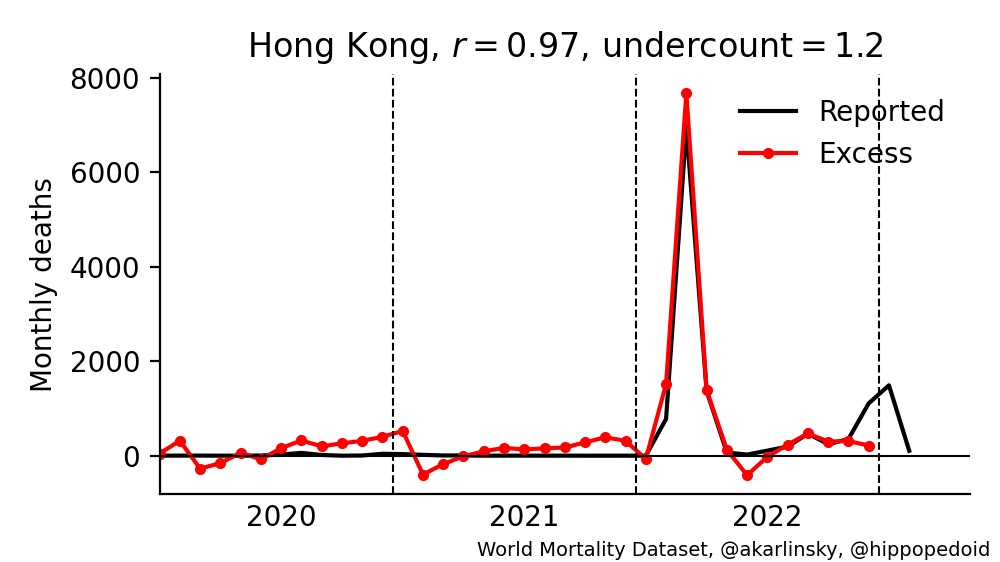 Hong Kong, r = 0.97, undercount = 1.2
8000
6000
4000
2000
0
Monthly deaths
Reported
Excess
2020 2021 2022
World Mortality Dataset, @akarlinsky, @hippopedoid